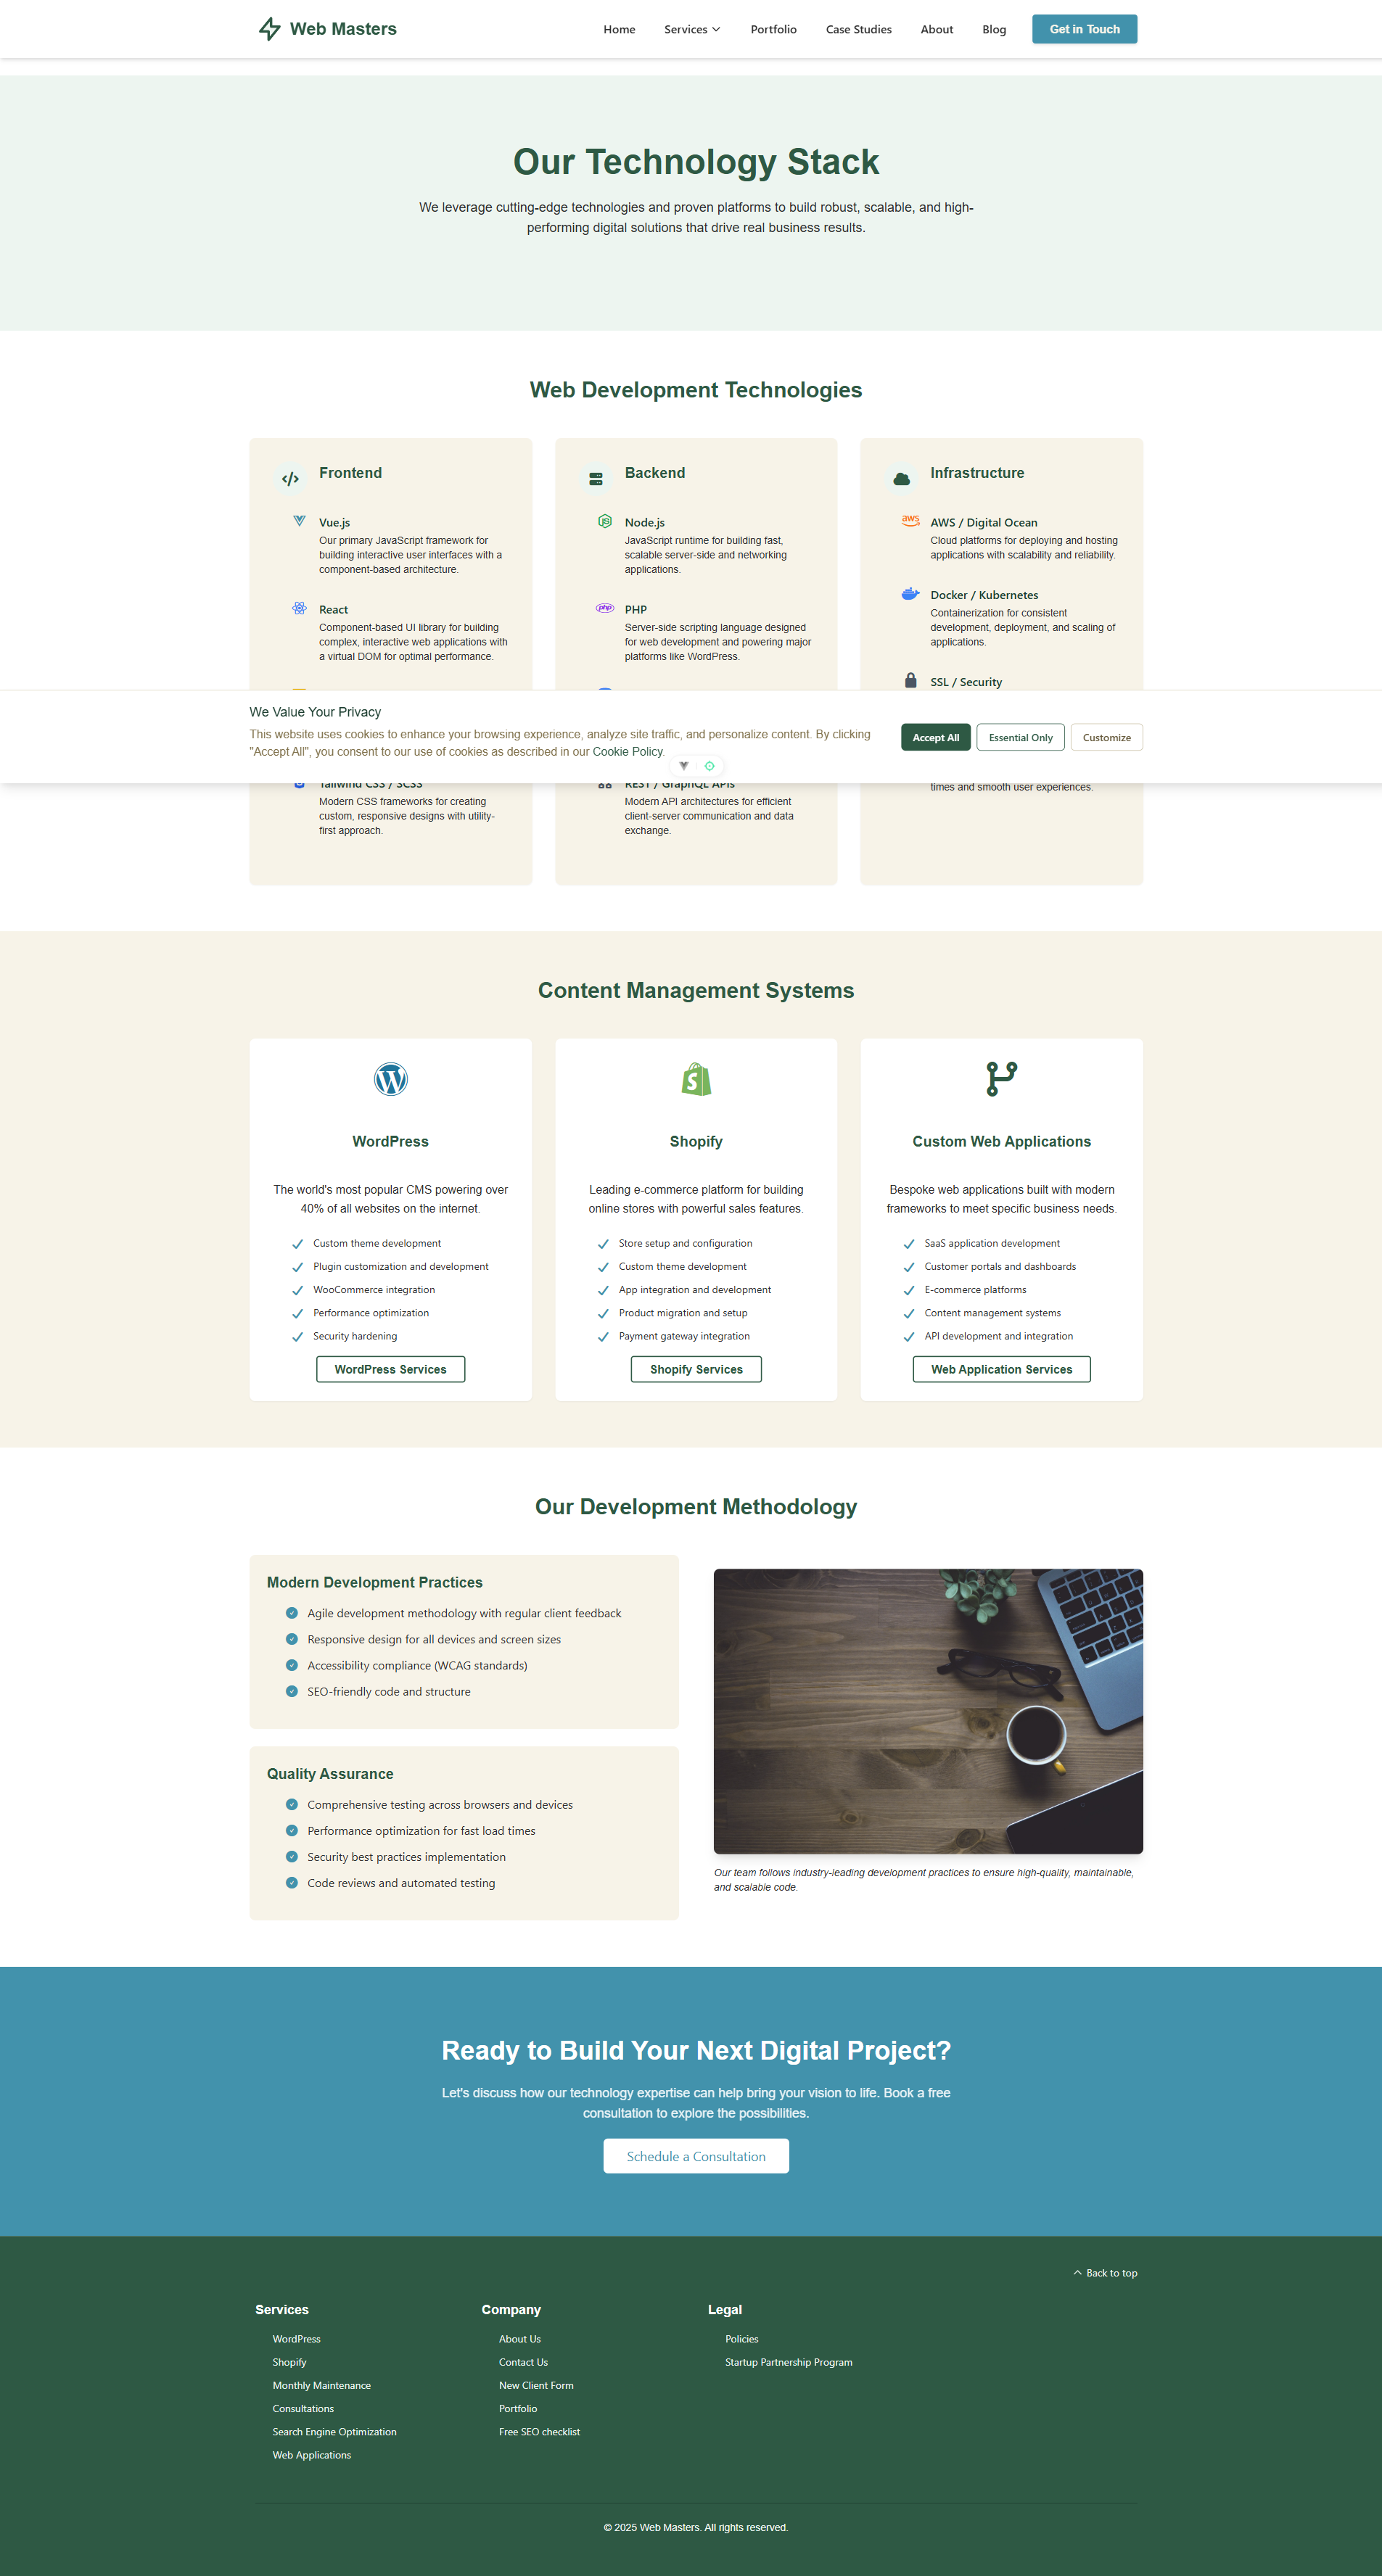 Web Masters
Home
Services
Portfolio
Case Studies
About
Blog
Get in Touch
Our Technology Stack
We leverage cutting-edge technologies and proven platforms to build robust, scalable, and high-
performing digital solutions that drive real business results.
Web Development Technologies
Frontend
Vue.js
Our primary JavaScript framework for
building interactive user interfaces with a
component-based architecture.
React
Component-based UI library for building
complex, interactive web applications with
a virtual DOM for optimal performance.
Tailwind CSS / SCSS
Modern CSS frameworks for creating
custom, responsive designs with utility-
first approach.
Backend
Node.js
JavaScript runtime for building fast,
scalable server-side and networking
applications.
php
PHP
Server-side scripting language designed
for web development and powering major
platforms like WordPress.
REST / GraphQL APIs
Modern API architectures for efficient
client-server communication and data
exchange.
Infrastructure
aws
AWS / Digital Ocean
Cloud platforms for deploying and hosting
applications with scalability and reliability.
Docker / Kubernetes
Containerization for consistent
development, deployment, and scaling of
applications.
SSL / Security
times and smooth user experiences.
We Value Your Privacy
This website uses cookies to enhance your browsing experience, analyze site traffic, and personalize content. By clicking
"Accept All", you consent to our use of cookies as described in our Cookie Policy.
Accept All
Essential Only
Customize
Content Management Systems
WordPress
The world's most popular CMS powering over
40% of all websites on the internet.
Custom theme development
Plugin customization and development
WooCommerce integration
Performance optimization
Security hardening
WordPress Services
Shopify
Leading e-commerce platform for building
online stores with powerful sales features.
Store setup and configuration
Custom theme development
App integration and development
Product migration and setup
Payment gateway integration
Shopify Services
Custom Web Applications
Bespoke web applications built with modern
frameworks to meet specific business needs.
SaaS application development
Customer portals and dashboards
E-commerce platforms
Content management systems
API development and integration
Web Application Services
Our Development Methodology
Modern Development Practices
Agile development methodology with regular client feedback
Responsive design for all devices and screen sizes
Accessibility compliance (WCAG standards)
SEO-friendly code and structure
Quality Assurance
Comprehensive testing across browsers and devices
Performance optimization for fast load times
Security best practices implementation
Code reviews and automated testing
Our team follows industry-leading development practices to ensure high-quality, maintainable,
and scalable code.
Ready to Build Your Next Digital Project?
Let's discuss how our technology expertise can help bring your vision to life. Book a free
consultation to explore the possibilities.
Schedule a Consultation
Back to top
Services
WordPress
Shopify
Monthly Maintenance
Consultations
Search Engine Optimization
Web Applications
Company
About Us
Contact Us
New Client Form
Portfolio
Free SEO checklist
Legal
Policies
Startup Partnership Program
© 2025 Web Masters. All rights reserved.